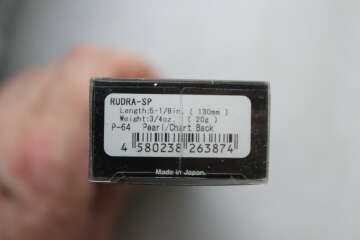 RUDRA-SP
Length:5-1/8in. ( 130mm )
Weight:3/4oz. ( 20g )
P-64 Pearl/Chart Back
4 580238 263874
Made in Japan.